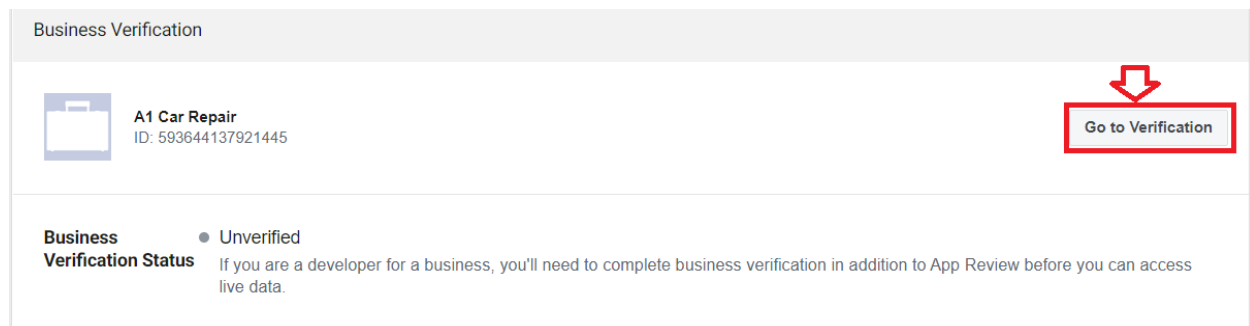 Business Verification
A1 Car Repair
ID: 593644137921445
Go to Verification
Business
Verification Status
Unverified
If you are a developer for a business, you'll need to complete business verification in addition to App Review before you can access
live data.